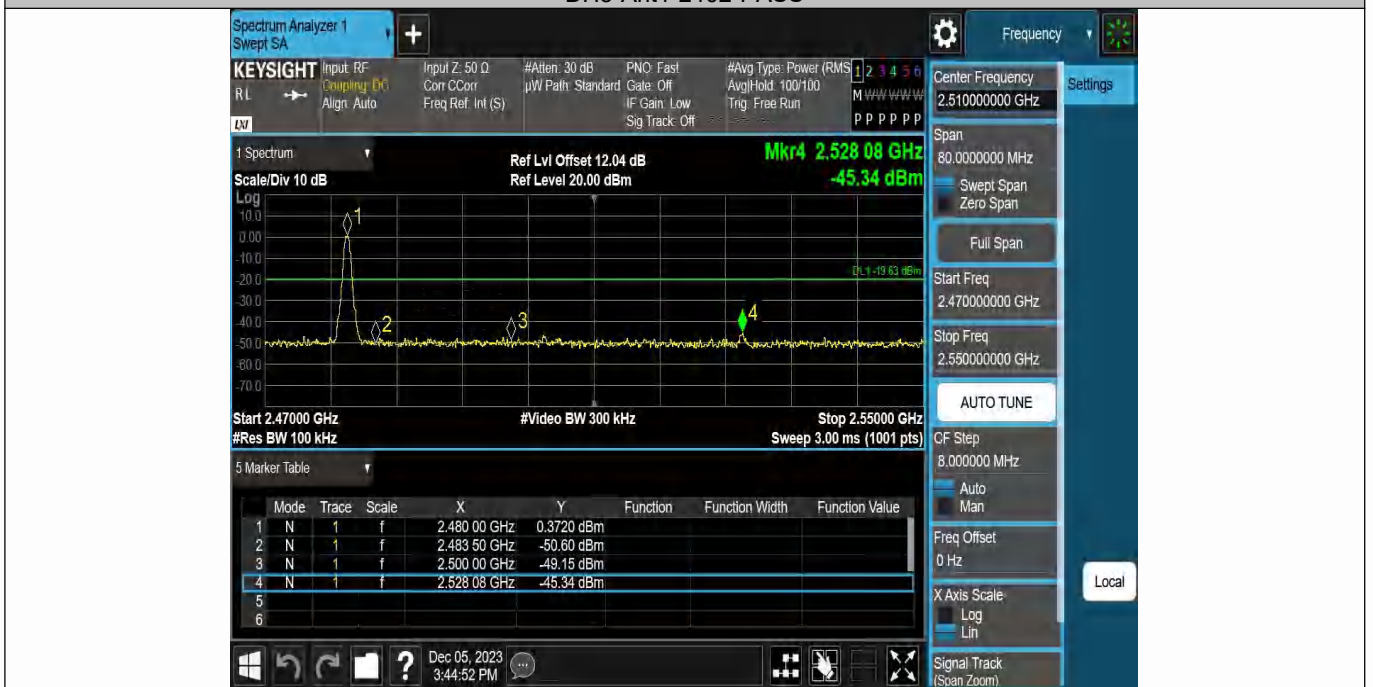 Spectrum Analyzer 1
Swept SA
+
Frequency
KEYSIGHT
RL
LXI
Input: RF
Coupling: DC
Align: Auto
Input Z: 50 Ω
Corr CCorr
Freq Ref: Int (S)
#Atten: 30 dB
µW Path: Standard
PNO: Fast
Gate: Off
IF Gain: Low
Sig Track: Off
#Avg Type: Power (RMS
Avg|Hold: 100/100
Trig: Free Run
1 2 3 4 5 6
M W W W W W
P P P P P P
1 Spectrum
Scale/Div 10 dB
Ref Lvl Offset 12.04 dB
Ref Level 20.00 dBm
Mkr4 2.528 08 GHz
-45.34 dBm
Log
10.0
0.00
-10.0
-20.0
-30.0
-40.0
-50.0
-60.0
-70.0
1
2
3
4
DL1 -19.63 dBm
Start 2.47000 GHz
#Res BW 100 kHz
#Video BW 300 kHz
Stop 2.55000 GHz
Sweep 3.00 ms (1001 pts)
5 Marker Table
Mode Trace Scale X Y Function Function Width Function Value
1 N 1 f 2.480 00 GHz 0.3720 dBm
2 N 1 f 2.483 50 GHz -50.60 dBm
3 N 1 f 2.500 00 GHz -49.15 dBm
4 N 1 f 2.528 08 GHz -45.34 dBm
5
6
?
Dec 05, 2023
3:44:52 PM
Center Frequency
2.510000000 GHz
Settings
Span
80.0000000 MHz
Swept Span
Zero Span
Full Span
Start Freq
2.470000000 GHz
Stop Freq
2.550000000 GHz
AUTO TUNE
CF Step
8.000000 MHz
Auto
Man
Freq Offset
0 Hz
X Axis Scale
Log
Lin
Local
Signal Track
(Span Zoom)